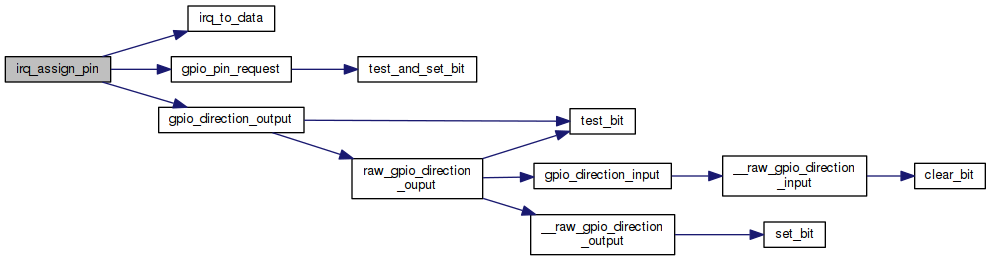 irq_assign_pin
irq_to_data
gpio_pin_request
test_and_set_bit
gpio_direction_output
test_bit
raw_gpio_direction
_ouput
gpio_direction_input
__raw_gpio_direction
_input
clear_bit
__raw_gpio_direction
_output
set_bit